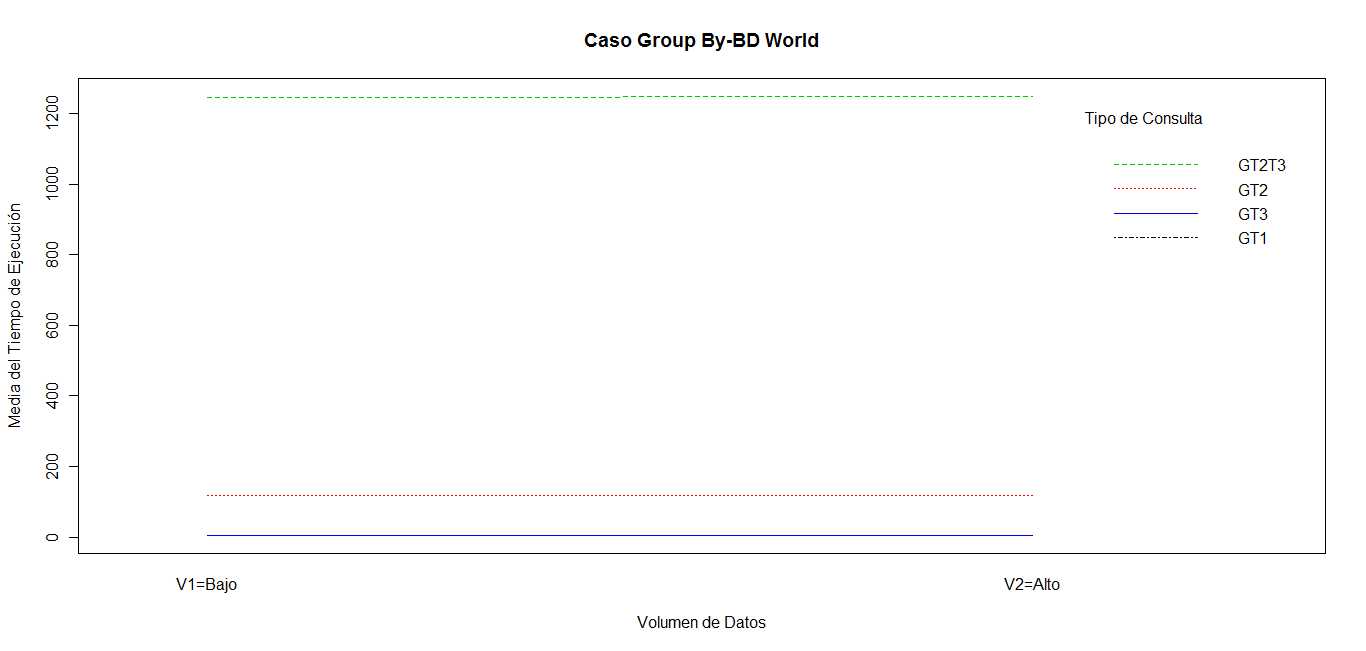 Caso Group By-BD World
Media del Tiempo de Ejecución
1200
1000
800
600
400
200
0
Tipo de Consulta
GT2T3
GT2
GT3
GT1
V1=Bajo
V2=Alto
Volumen de Datos